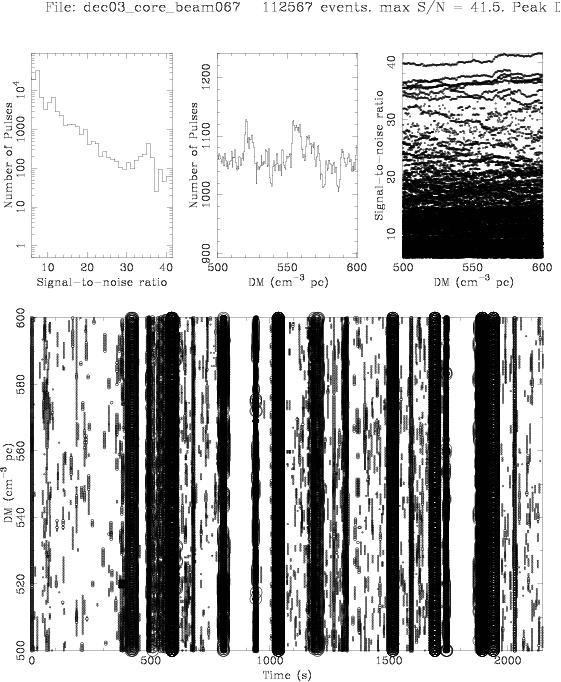 File: dec03_core_beam067 112567 events. max S/N = 41.5. Peak D
Number of Pulses
1 10 100 1000 10^4
10 20 30 40
Signal-to-noise ratio
Number of Pulses
900 1000 1100 1200
500 550 600
DM (cm^-3 pc)
Signal-to-noise ratio
10 20 30 40
500 550 600
DM (cm^-3 pc)
DM (cm^-3 pc)
500 520 540 560 580 600
0 500 1000 1500 2000
Time (s)